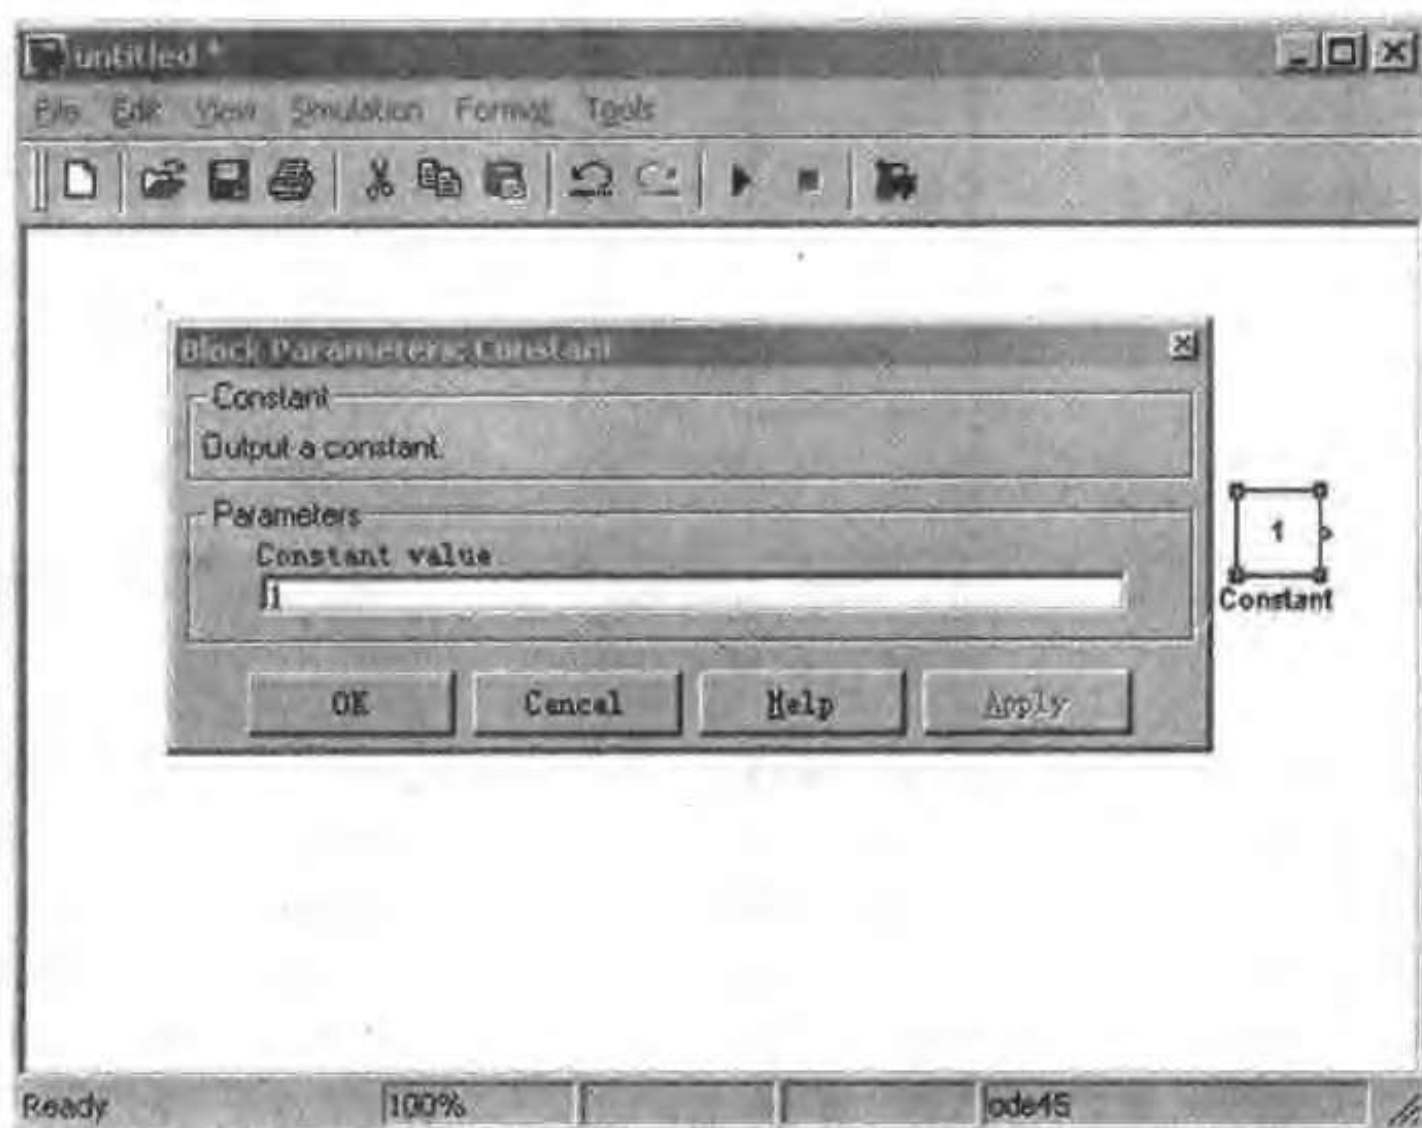 untitled *
File Edit View Simulation Format Tools
Block Parameters: Constant
Constant
Output a constant.
Parameters
Constant value
1
OK Cancel Help Apply
1
Constant
Ready 100% ode45